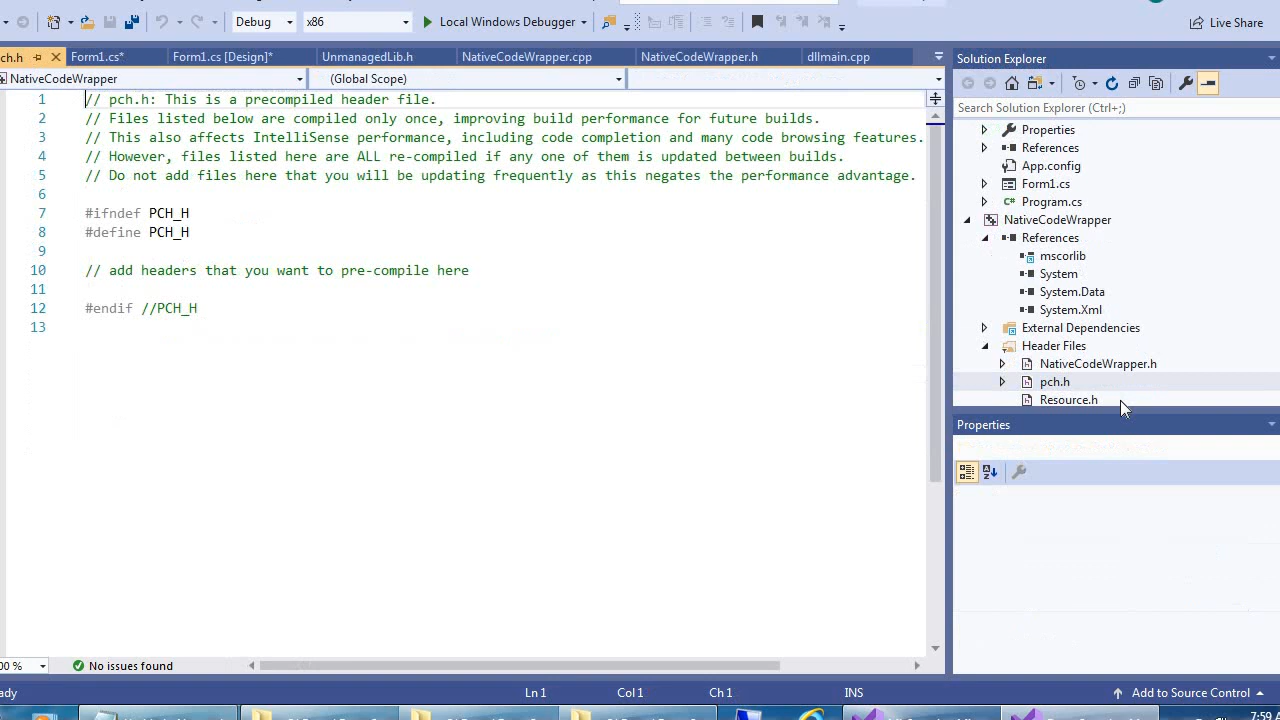 Debug
x86
Local Windows Debugger
Live Share
ch.h
Form1.cs*
Form1.cs [Design]*
UnmanagedLib.h
NativeCodeWrapper.cpp
NativeCodeWrapper.h
dllmain.cpp
NativeCodeWrapper
(Global Scope)
1 // pch.h: This is a precompiled header file.
2 // Files listed below are compiled only once, improving build performance for future builds.
3 // This also affects IntelliSense performance, including code completion and many code browsing features.
4 // However, files listed here are ALL re-compiled if any one of them is updated between builds.
5 // Do not add files here that you will be updating frequently as this negates the performance advantage.
6
7 #ifndef PCH_H
8 #define PCH_H
9
10 // add headers that you want to pre-compile here
11
12 #endif //PCH_H
13
00 %
No issues found
Solution Explorer
Search Solution Explorer (Ctrl+;)
Properties
References
App.config
Form1.cs
Program.cs
NativeCodeWrapper
References
mscorlib
System
System.Data
System.Xml
External Dependencies
Header Files
NativeCodeWrapper.h
pch.h
Resource.h
Properties
ady
Ln 1
Col 1
Ch 1
INS
Add to Source Control